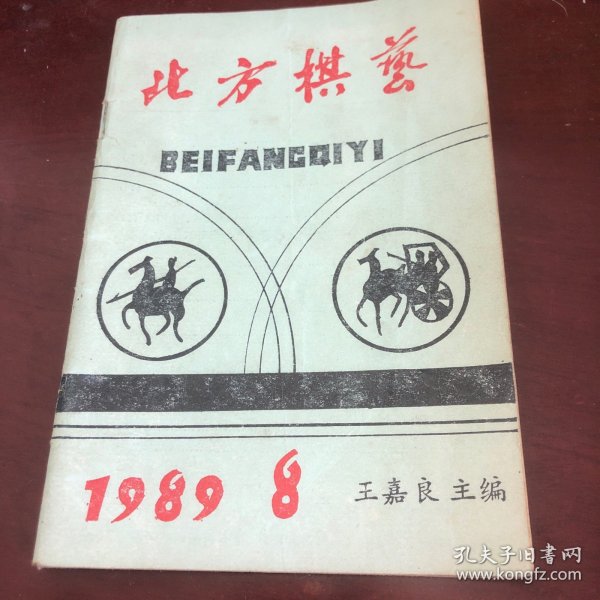 北方棋藝
BEIFANGQIYI
1989 8
王嘉良 主编
孔夫子旧书网
www.kongfz.com